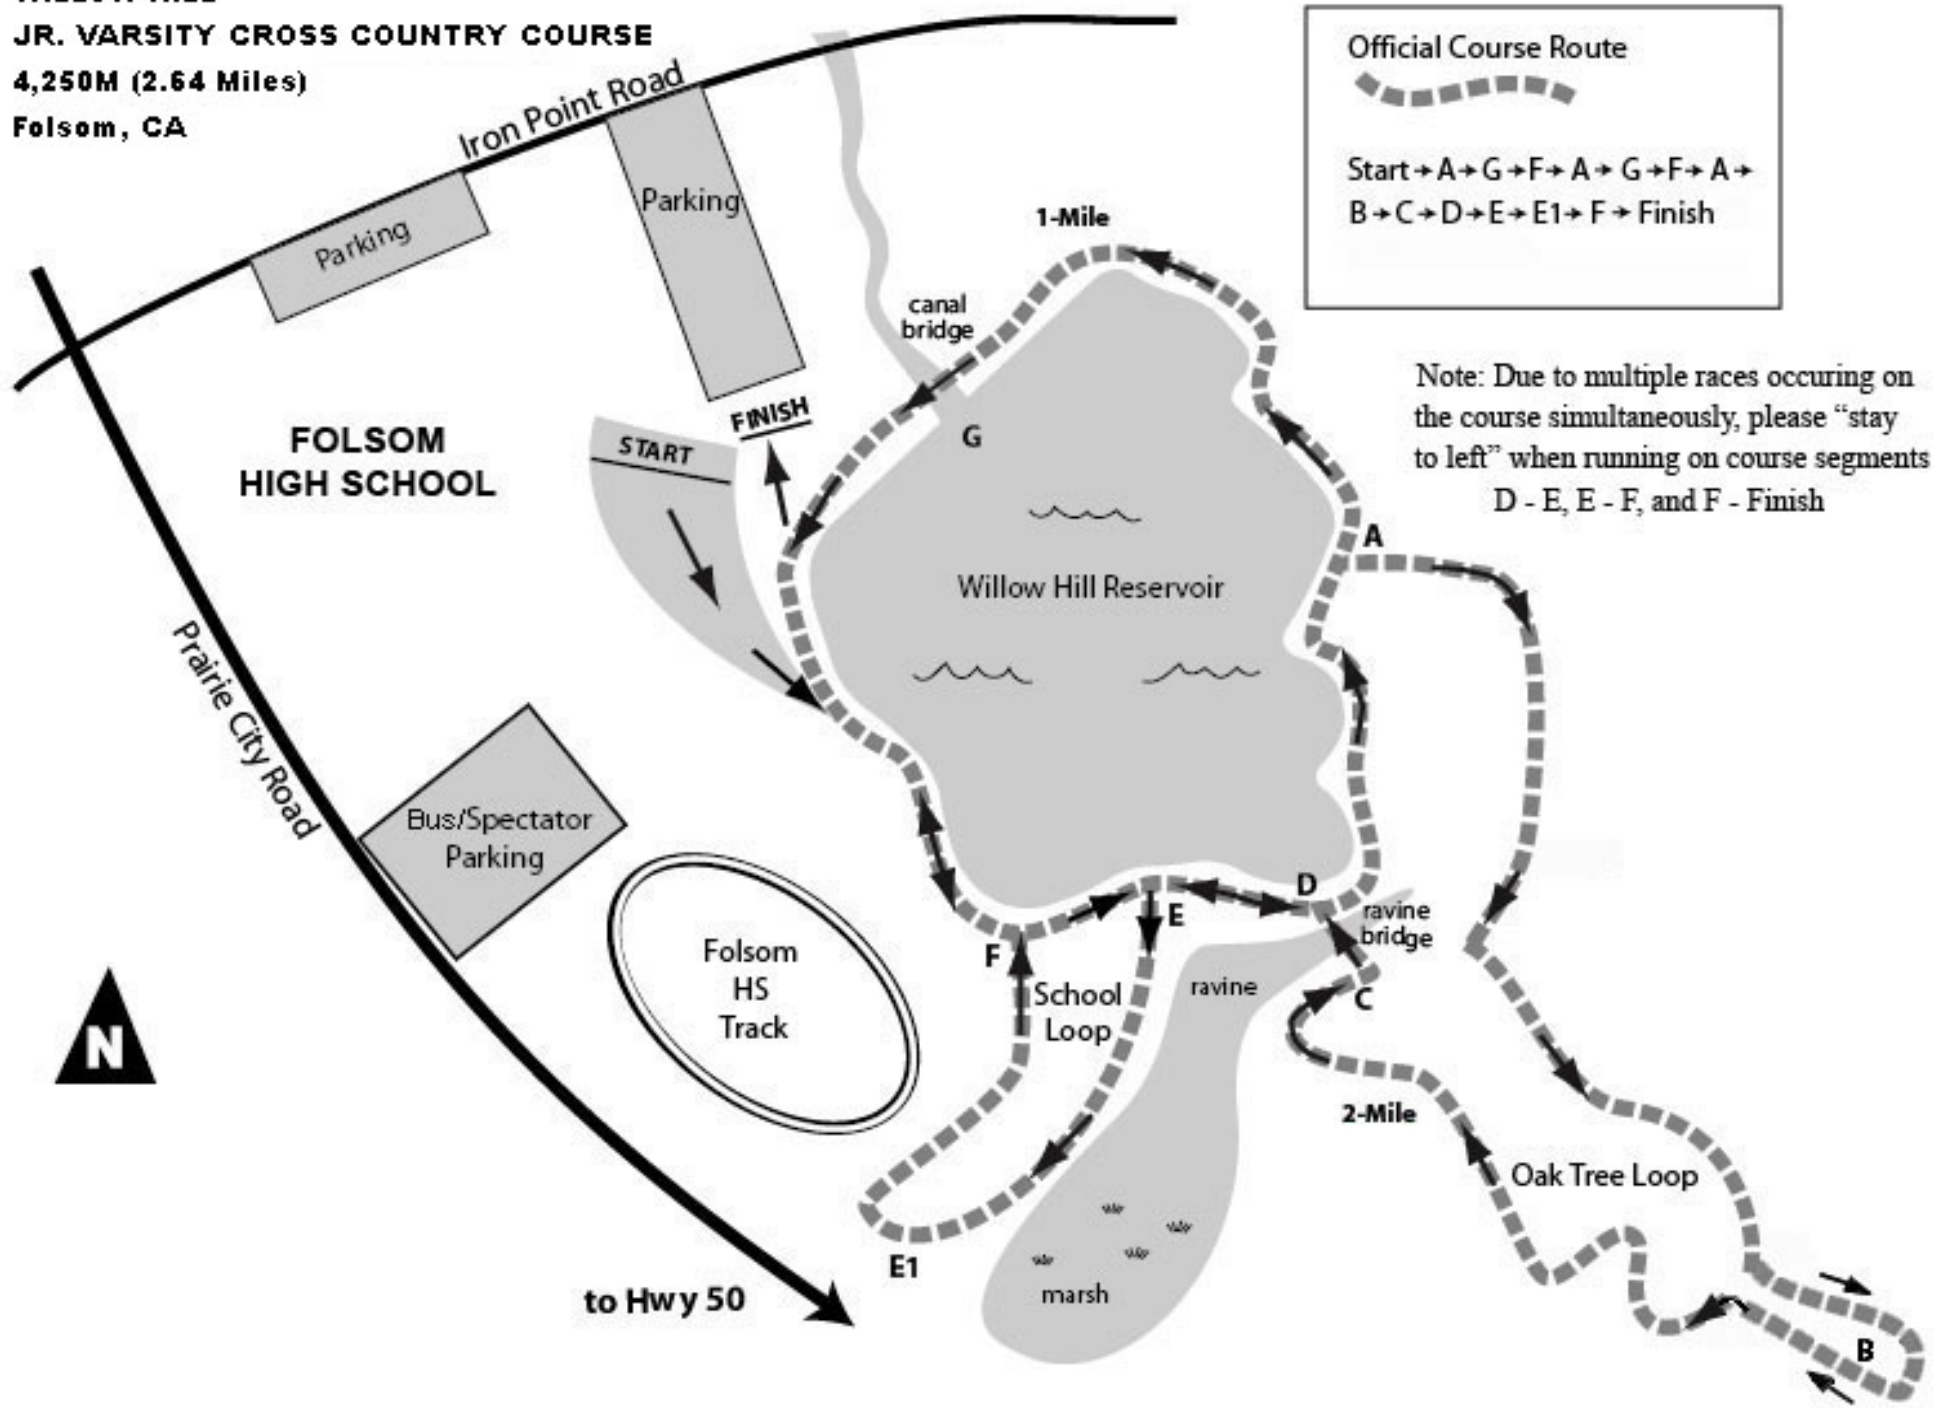 JR. VARSITY CROSS COUNTRY COURSE
4,250M (2.64 Miles)
Folsom, CA
Official Course Route
Start→A→G→F→A→G→F→A→
B→C→D→E→E1→F→Finish
Note: Due to multiple races occuring on
the course simultaneously, please “stay
to left” when running on course segments
D - E, E - F, and F - Finish
Iron Point Road
Parking
Parking
1-Mile
canal
bridge
FINISH
START
G
FOLSOM
HIGH SCHOOL
A
Willow Hill Reservoir
Prairie City Road
Bus/Spectator
Parking
D
E
ravine
bridge
F
Folsom
HS
Track
School
Loop
ravine
C
N
2-Mile
Oak Tree Loop
E1
marsh
to Hwy 50
B